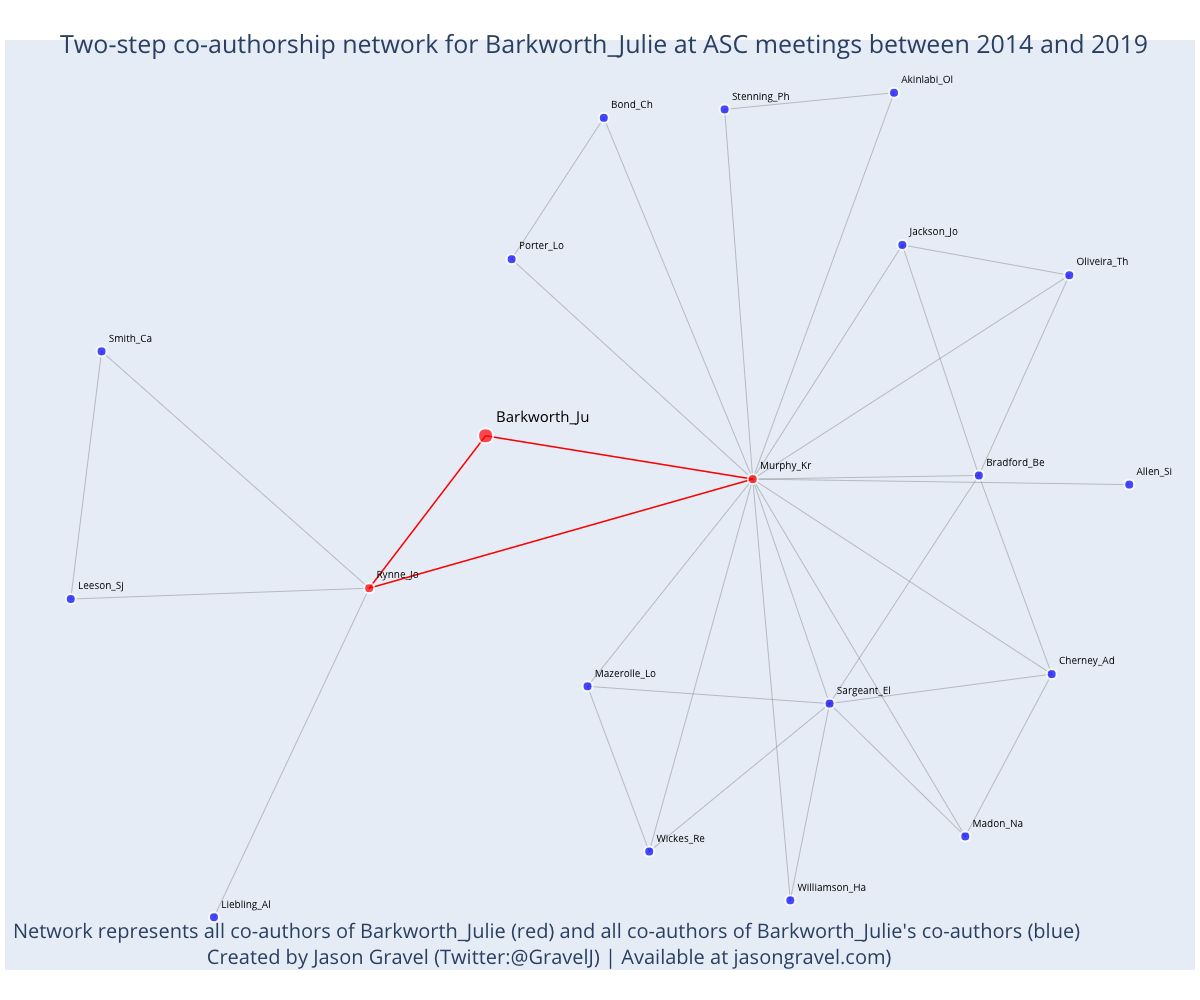 Two-step co-authorship network for Barkworth_Julie at ASC meetings between 2014 and 2019
Akinlabi_Ol
Stenning_Ph
Bond_Ch
Jackson_Jo
Porter_Lo
Oliveira_Th
Smith_Ca
Barkworth_Ju
Murphy_Kr
Bradford_Be
Allen_Si
Rynne_Jo
Leeson_Sj
Cherney_Ad
Mazerolle_Lo
Sargeant_El
Madon_Na
Wickes_Re
Williamson_Ha
Liebling_Al
Network represents all co-authors of Barkworth_Julie (red) and all co-authors of Barkworth_Julie's co-authors (blue)
Created by Jason Gravel (Twitter:@GravelJ) | Available at jasongravel.com)